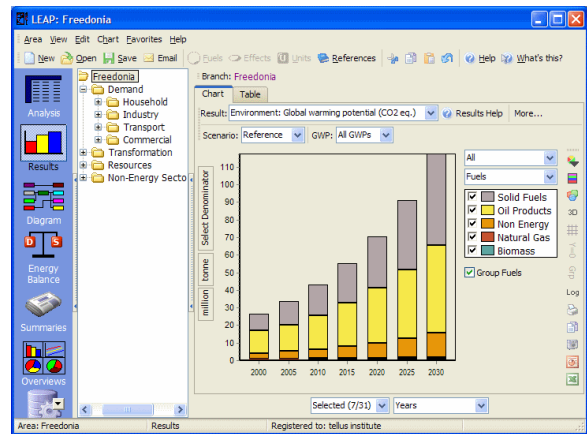 LEAP: Freedonia
Area View Edit Chart Favorites Help
New Open Save Email Fuels Effects Units References Help What's this?
Analysis
Results
Diagram
Energy
Balance
Summaries
Overviews
Freedonia
Demand
Household
Industry
Transport
Commercial
Transformation
Resources
Non-Energy Secto
Branch: Freedonia
Chart Table
Result: Environment: Global warming potential (CO2 eq.) Results Help More...
Scenario: Reference GWP: All GWPs
Select Denominator
tonne
million
110
100
90
80
70
60
50
40
30
20
10
0
2000 2005 2010 2015 2020 2025 2030
All
Fuels
Solid Fuels
Oil Products
Non Energy
Natural Gas
Biomass
Group Fuels
3D
Y=0
Log
Selected (7/31) Years
Area: Freedonia Results Registered to: tellus institute